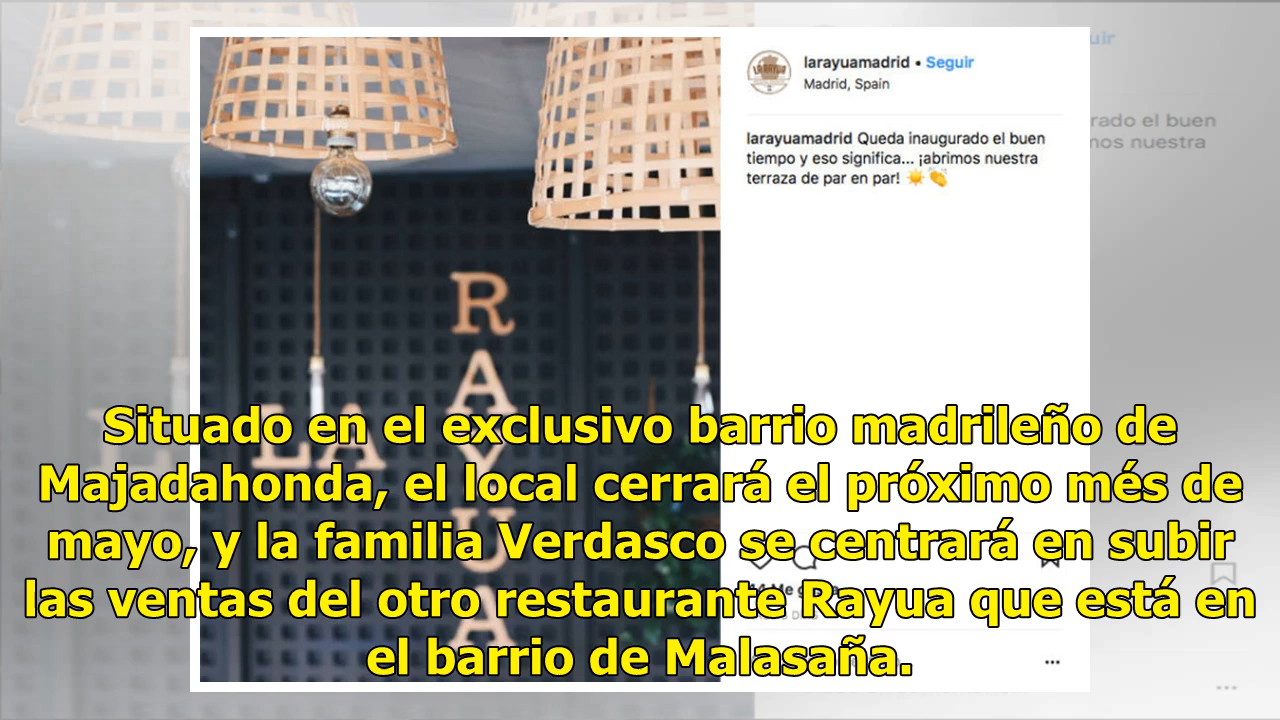 larayuamadrid • Seguir
Madrid, Spain
larayuamadrid Queda inaugurado el buen
tiempo y eso significa... ¡abrimos nuestra
terraza de par en par! ☀️👏
LA
RAYUA
Situado en el exclusivo barrio madrileño de
Majadahonda, el local cerrará el próximo més de
mayo, y la familia Verdasco se centrará en subir
las ventas del otro restaurante Rayua que está en
el barrio de Malasaña.